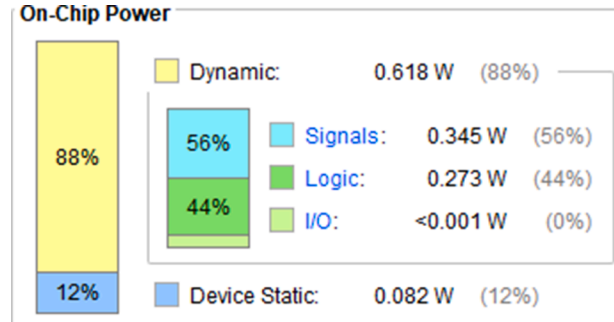 On-Chip Power
Dynamic: 0.618 W (88%)
88%
56%
Signals: 0.345 W (56%)
44%
Logic: 0.273 W (44%)
I/O: <0.001 W (0%)
12%
Device Static: 0.082 W (12%)